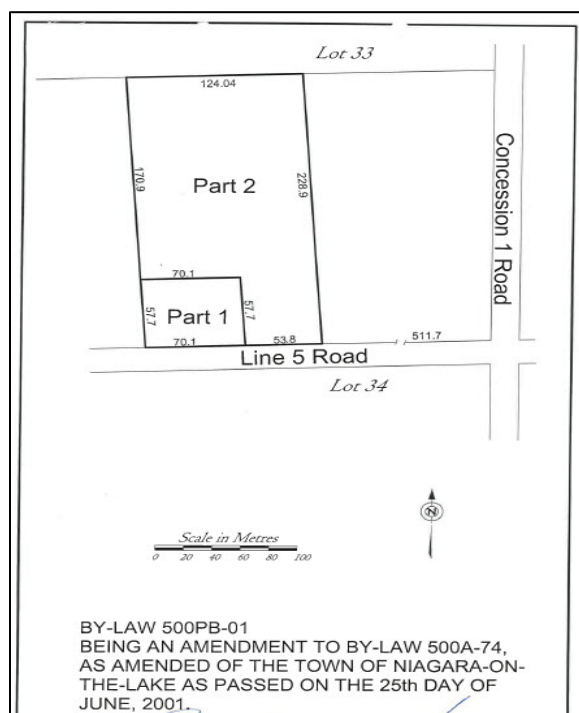 Lot 33
124.04
Concession 1 Road
170.9
Part 2
228.9
70.1
57.7
Part 1
57.7
70.1
53.8
511.7
Line 5 Road
Lot 34
N
Scale in Metres
0 20 40 60 80 100
BY-LAW 500PB-01
BEING AN AMENDMENT TO BY-LAW 500A-74,
AS AMENDED OF THE TOWN OF NIAGARA-ON-
THE-LAKE AS PASSED ON THE 25th DAY OF
JUNE, 2001.